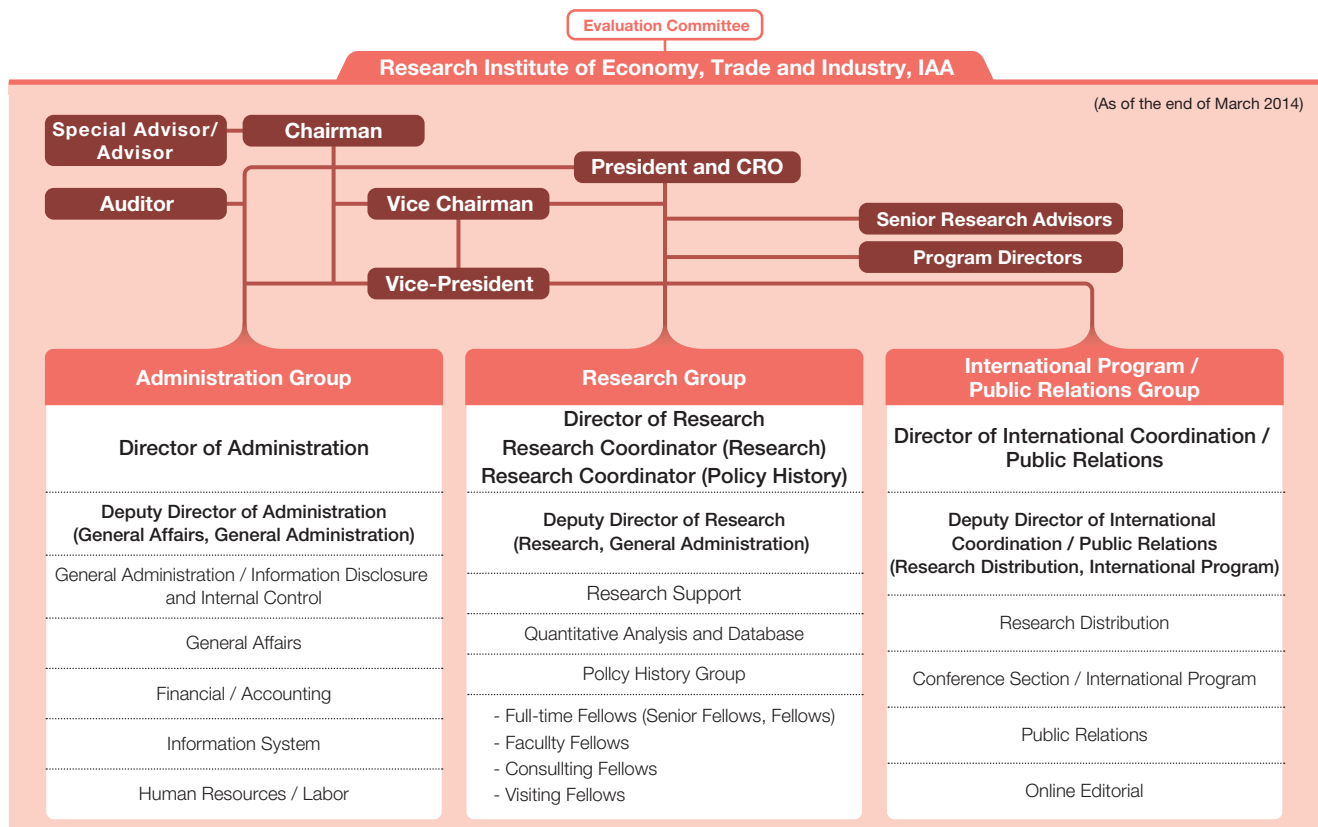 Evaluation Committee
Research Institute of Economy, Trade and Industry, IAA
(As of the end of March 2014)
Special Advisor/
Advisor
Chairman
President and CRO
Auditor
Vice Chairman
Senior Research Advisors
Program Directors
Vice-President
Administration Group
Director of Administration
Deputy Director of Administration
(General Affairs, General Administration)
General Administration / Information Disclosure
and Internal Control
General Affairs
Financial / Accounting
Information System
Human Resources / Labor
Research Group
Director of Research
Research Coordinator (Research)
Research Coordinator (Policy History)
Deputy Director of Research
(Research, General Administration)
Research Support
Quantitative Analysis and Database
Pollcy History Group
- Full-time Fellows (Senior Fellows, Fellows)
- Facullty Fellows
- Consullting Fellows
- Visiting Fellows
International Program /
Public Relations Group
Director of International Coordination /
Public Relations
Deputy Director of International
Coordination / Public Relations
(Research Distribution, International Program)
Research Distribution
Conference Section / International Program
Public Relations
Online Editorial